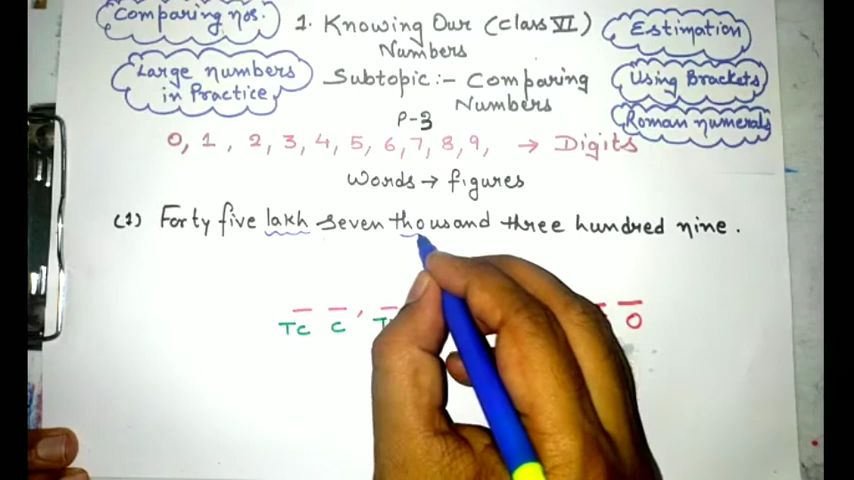 Comparing nos.
1. Knowing Our (Class VI)
Numbers
Estimation
Large numbers
in Practice
Subtopic:- Comparing
Numbers
Using Brackets
P-3
Roman numerals
0, 1, 2, 3, 4, 5, 6, 7, 8, 9, → Digits
Words → figures
(1) Forty five lakh seven thousand three hundred nine.
TC C , T O